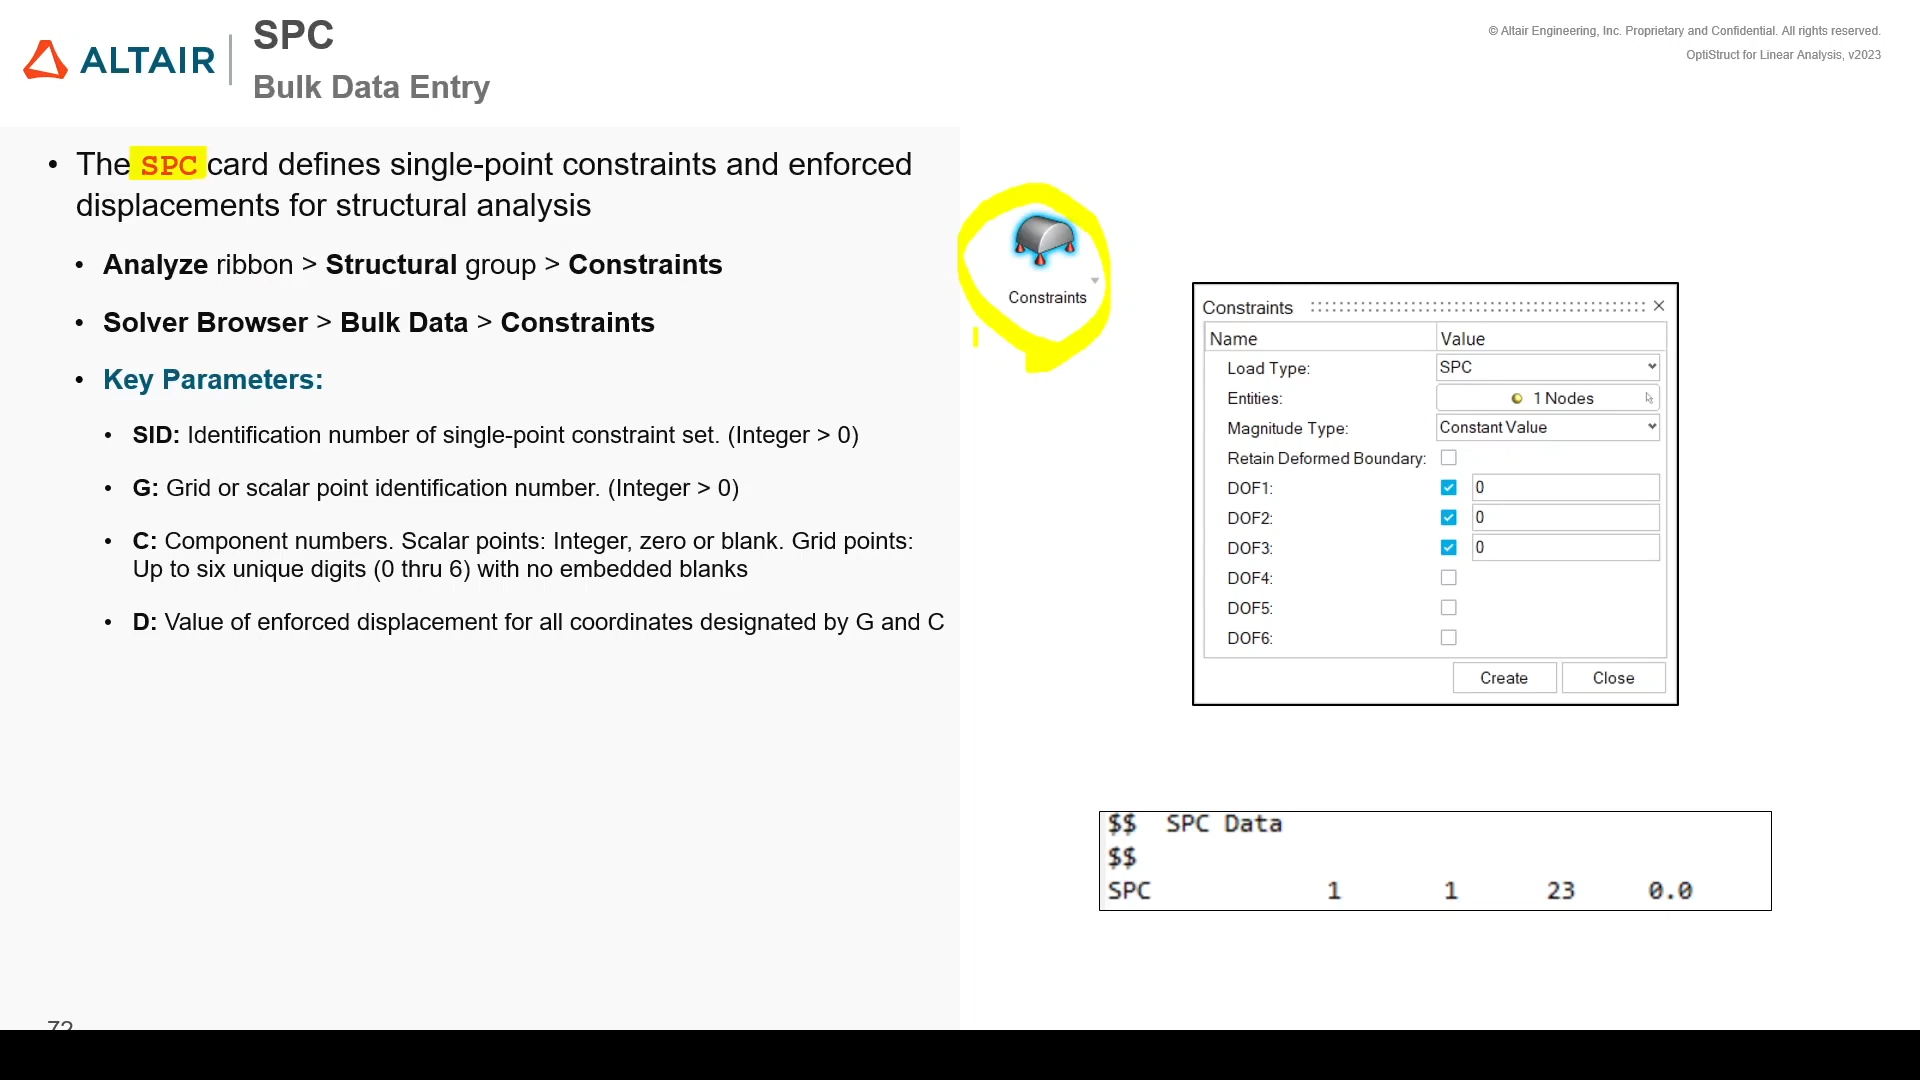 ALTAIR
SPC
Bulk Data Entry
© Altair Engineering, Inc. Proprietary and Confidential. All rights reserved.
OptiStruct for Linear Analysis, v2023
• The SPC card defines single-point constraints and enforced
displacements for structural analysis
• Analyze ribbon > Structural group > Constraints
• Solver Browser > Bulk Data > Constraints
• Key Parameters:
• SID: Identification number of single-point constraint set. (Integer > 0)
• G: Grid or scalar point identification number. (Integer > 0)
• C: Component numbers. Scalar points: Integer, zero or blank. Grid points:
Up to six unique digits (0 thru 6) with no embedded blanks
• D: Value of enforced displacement for all coordinates designated by G and C
Constraints
Constraints
Name Value
Load Type: SPC
Entities: 1 Nodes
Magnitude Type: Constant Value
Retain Deformed Boundary:
DOF1: 0
DOF2: 0
DOF3: 0
DOF4:
DOF5:
DOF6:
Create Close
$$ SPC Data
$$
SPC 1 1 23 0.0
72